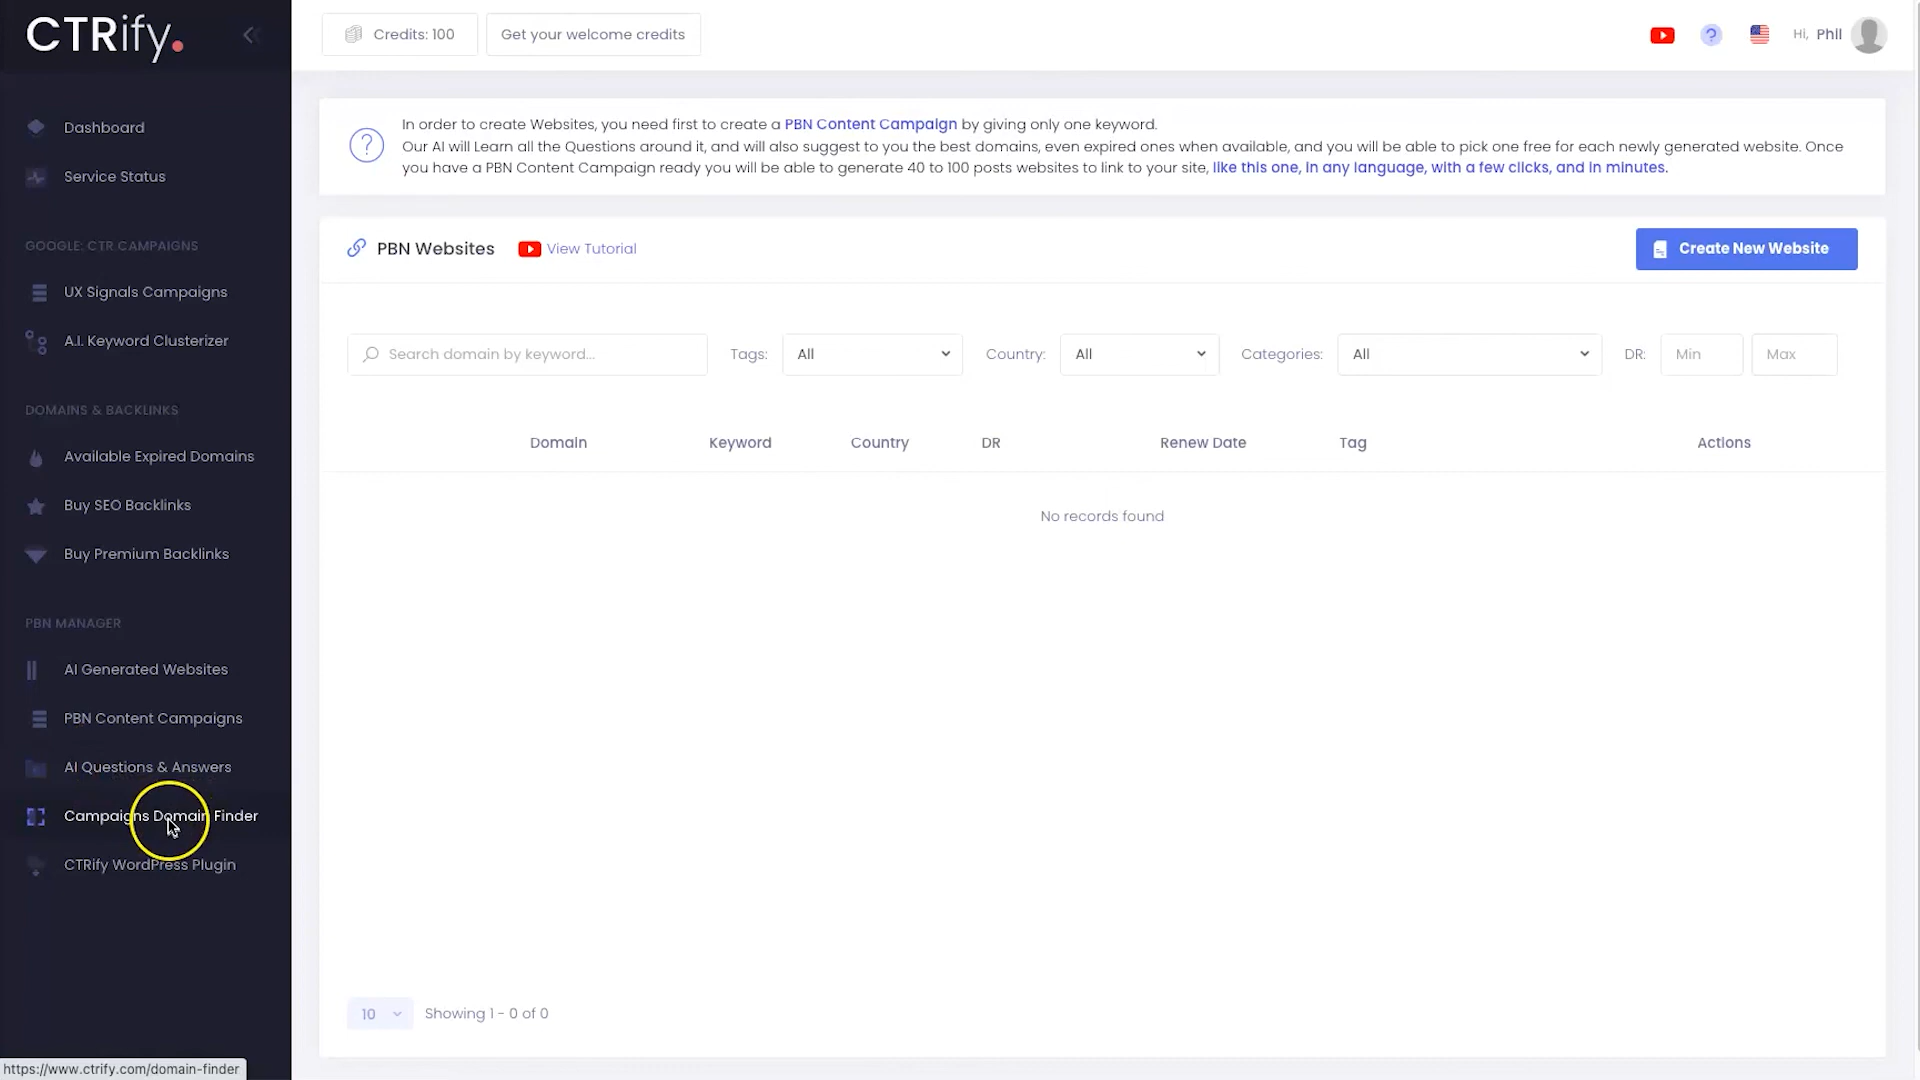 CTRify.
Credits: 100
Get your welcome credits
?
Hi, Phil
Dashboard
Service Status
GOOGLE: CTR CAMPAIGNS
UX Signals Campaigns
A.I. Keyword Clusterizer
DOMAINS & BACKLINKS
Available Expired Domains
Buy SEO Backlinks
Buy Premium Backlinks
PBN MANAGER
AI Generated Websites
PBN Content Campaigns
AI Questions & Answers
Campaigns Domain Finder
CTRify WordPress Plugin
?
In order to create Websites, you need first to create a PBN Content Campaign by giving only one keyword.
Our AI will Learn all the Questions around it, and will also suggest to you the best domains, even expired ones when available, and you will be able to pick one free for each newly generated website. Once
you have a PBN Content Campaign ready you will be able to generate 40 to 100 posts websites to link to your site, like this one, in any language, with a few clicks, and in minutes.
PBN Websites
View Tutorial
Create New Website
Search domain by keyword...
Tags: All
Country: All
Categories: All
DR: Min Max
Domain Keyword Country DR Renew Date Tag Actions
No records found
10 Showing 1 - 0 of 0
https://www.ctrify.com/domain-finder